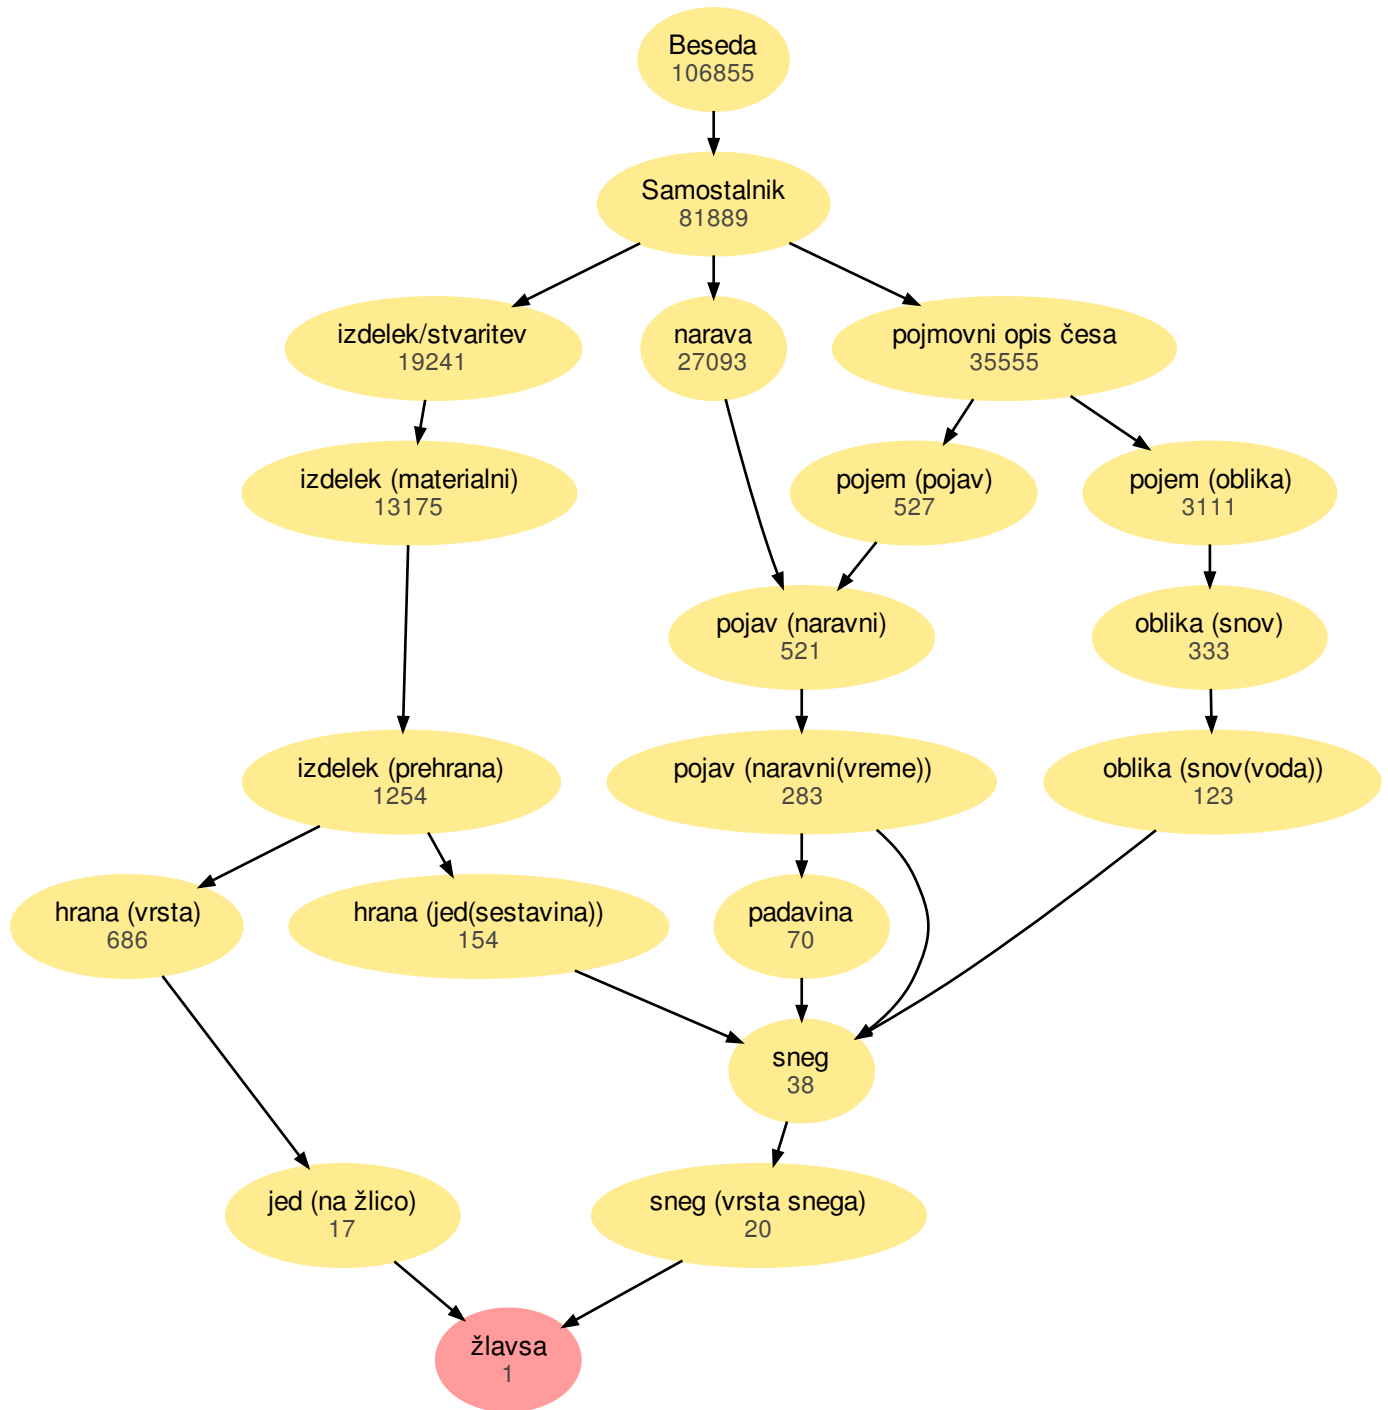 Beseda
106855
Samostalnik
81889
izdelek/stvaritev
19241
narava
27093
pojmovni opis česa
35555
izdelek (materialni)
13175
pojem (pojav)
527
pojem (oblika)
3111
pojav (naravni)
521
oblika (snov)
333
izdelek (prehrana)
1254
pojav (naravni(vreme))
283
oblika (snov(voda))
123
hrana (vrsta)
686
hrana (jed(sestavina))
154
padavina
70
sneg
38
jed (na žlico)
17
sneg (vrsta snega)
20
žlavsa
1